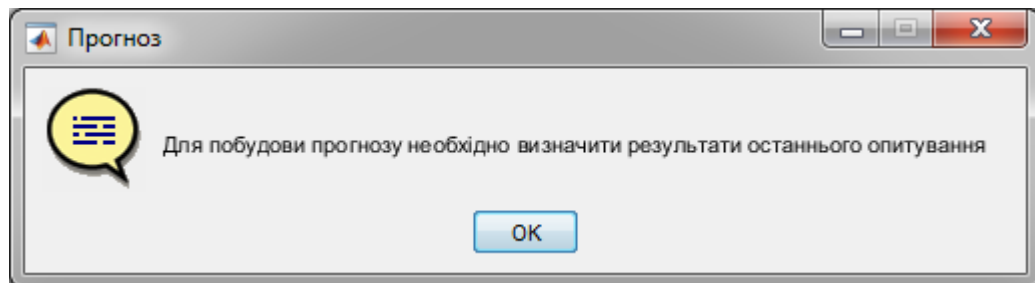 Прогноз
Для побудови прогнозу необхідно визначити результати останнього опитування
OK